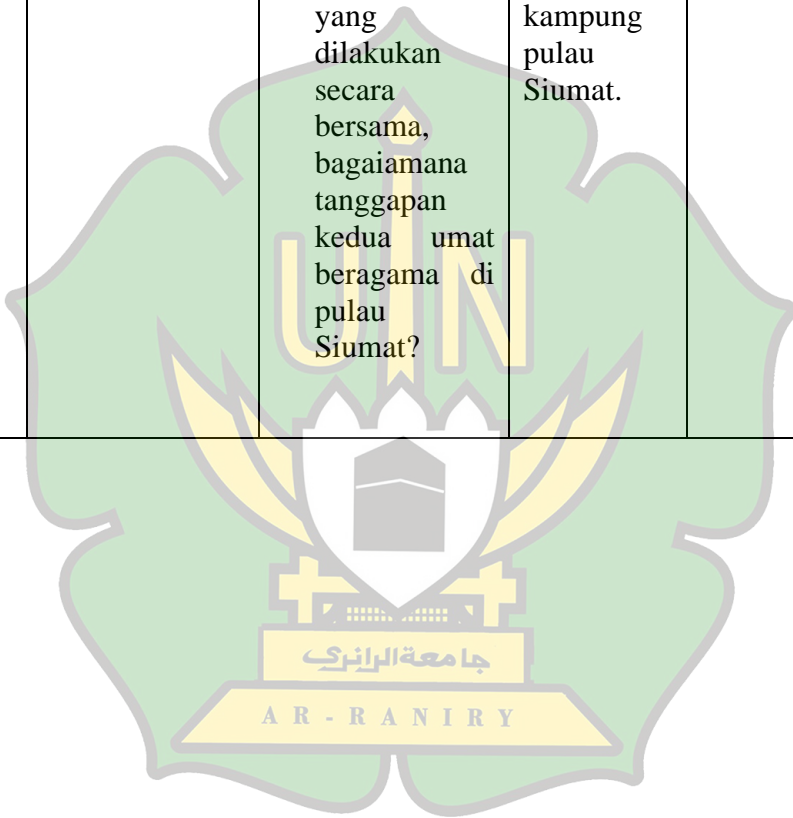 yang
dilakukan
secara
bersama,
bagaiamana
tanggapan
kedua umat
beragama di
pulau
Siumat?
kampung
pulau
Siumat.
UIN
جامعة الرانري
AR-RANIRY